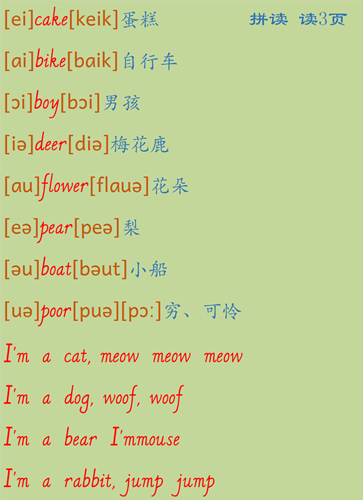 [ei]cake[keik]蛋糕 拼读 读3页
[ai]bike[baik]自行车
[ɔi]boy[bɔi]男孩
[iə]deer[diə]梅花鹿
[au]flower[flauə]花朵
[eə]pear[peə]梨
[əu]boat[bəut]小船
[uə]poor[puə][pɔː]穷、可怜
I'm a cat, meow meow meow
I'm a dog, woof, woof
I'm a bear I'mmouse
I'm a rabbit, jump jump